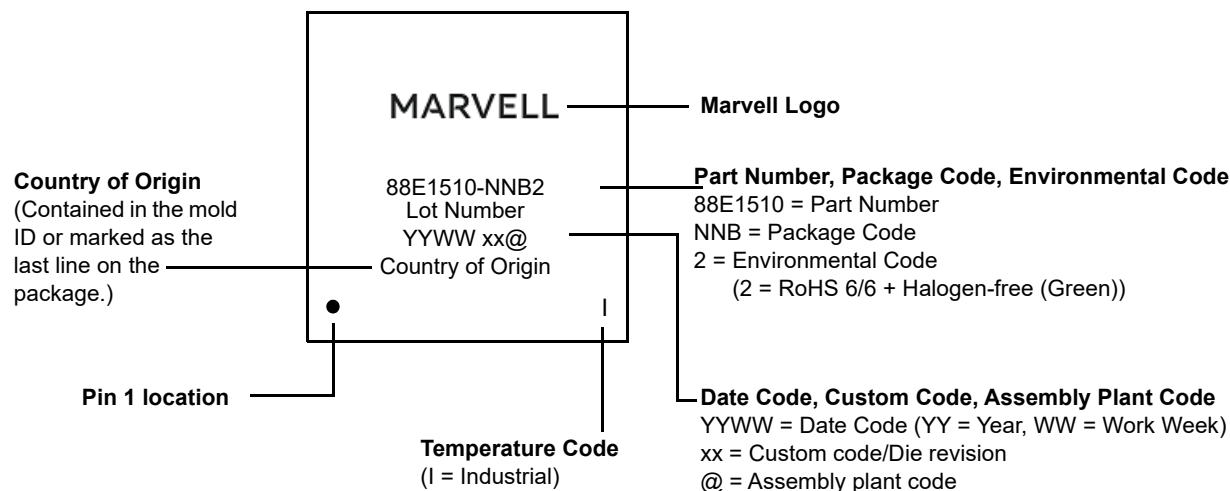 MARVELL
Marvell Logo
Country of Origin
(Contained in the mold
ID or marked as the
last line on the
package.)
88E1510-NNB2
Lot Number
YYWW xx@
Country of Origin
I
Part Number, Package Code, Environmental Code
88E1510 = Part Number
NNB = Package Code
2 = Environmental Code
(2 = RoHS 6/6 + Halogen-free (Green))
Pin 1 location
Temperature Code
(I = Industrial)
Date Code, Custom Code, Assembly Plant Code
YYWW = Date Code (YY = Year, WW = Work Week)
xx = Custom code/Die revision
@ = Assembly plant code